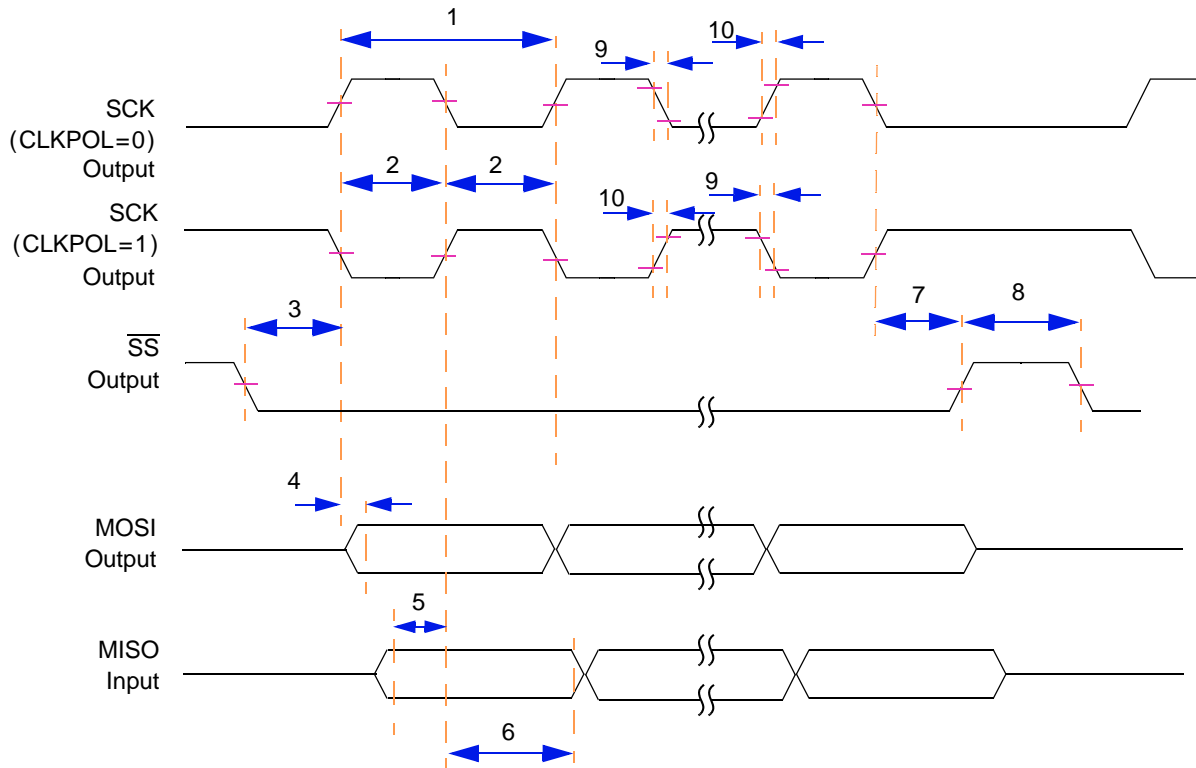 1
9
10
SCK
(CLKPOL=0)
Output
2
2
SCK
(CLKPOL=1)
Output
10
9
3
7
8
SS
Output
4
MOSI
Output
5
MISO
Input
6